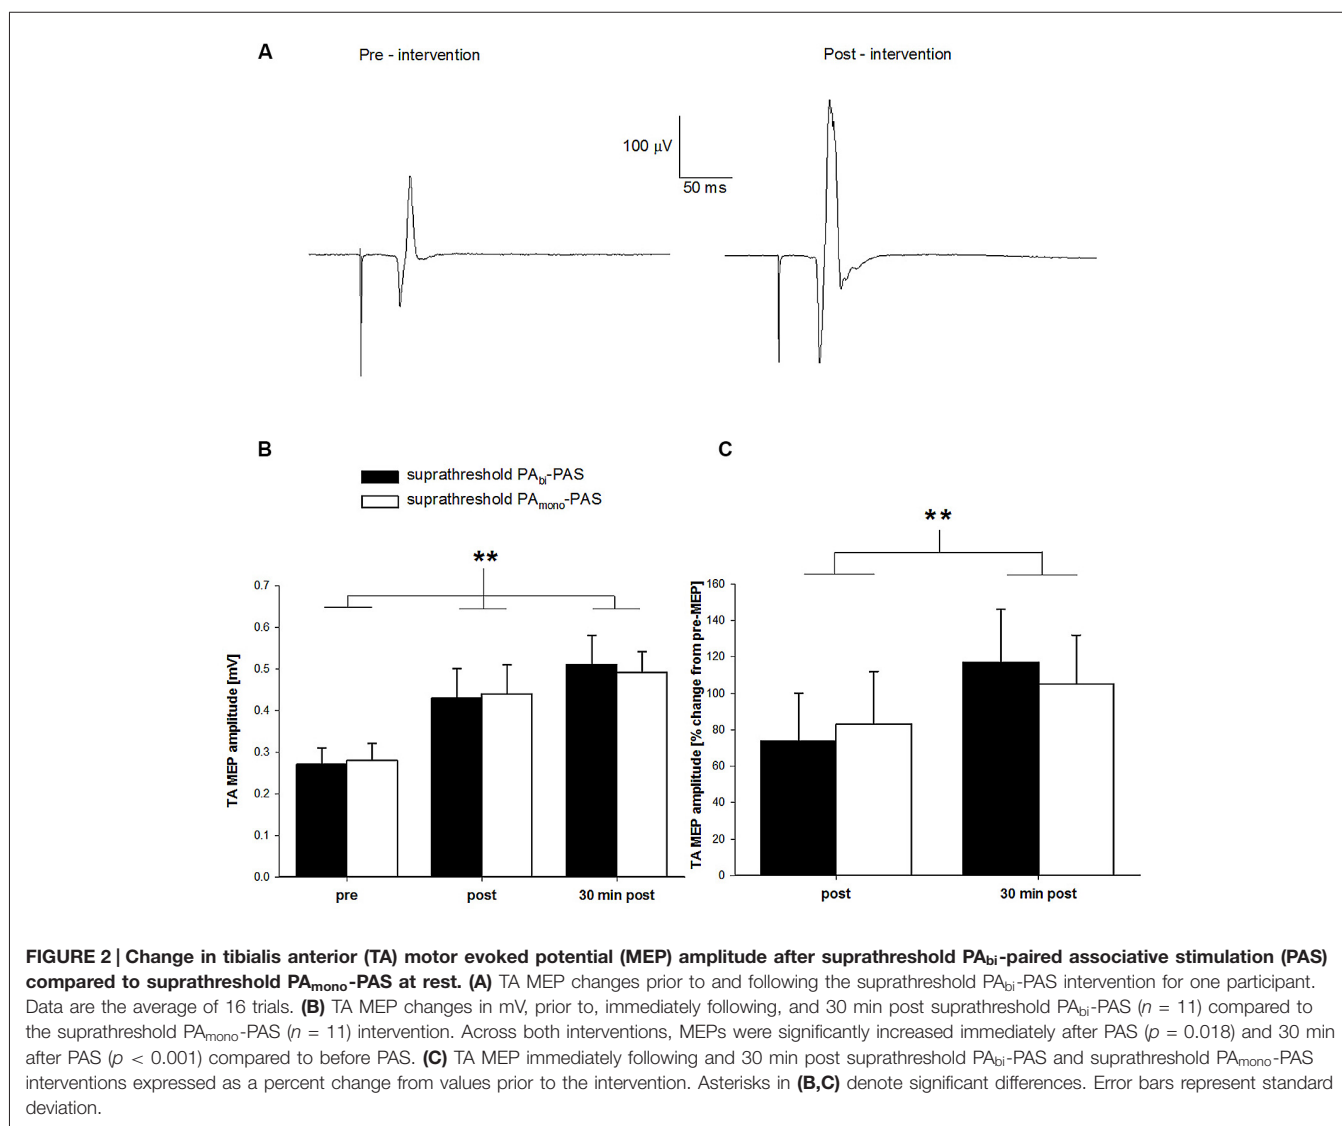 A
Pre - intervention
Post - intervention
100 μV
50 ms
B
suprathreshold PAbi-PAS
suprathreshold PAmono-PAS
**
TA MEP amplitude [mV]
0.7
0.6
0.5
0.4
0.3
0.2
0.1
0.0
pre
post
30 min post
C
**
TA MEP amplitude [% change from pre-MEP]
160
140
120
100
80
60
40
20
0
post
30 min post
FIGURE 2 | Change in tibialis anterior (TA) motor evoked potential (MEP) amplitude after suprathreshold PAbi-paired associative stimulation (PAS)
compared to suprathreshold PAmono-PAS at rest. (A) TA MEP changes prior to and following the suprathreshold PAbi-PAS intervention for one participant.
Data are the average of 16 trials. (B) TA MEP changes in mV, prior to, immediately following, and 30 min post suprathreshold PAbi-PAS (n = 11) compared to
the suprathreshold PAmono-PAS (n = 11) intervention. Across both interventions, MEPs were significantly increased immediately after PAS (p = 0.018) and 30 min
after PAS (p < 0.001) compared to before PAS. (C) TA MEP immediately following and 30 min post suprathreshold PAbi-PAS and suprathreshold PAmono-PAS
interventions expressed as a percent change from values prior to the intervention. Asterisks in (B,C) denote significant differences. Error bars represent standard
deviation.